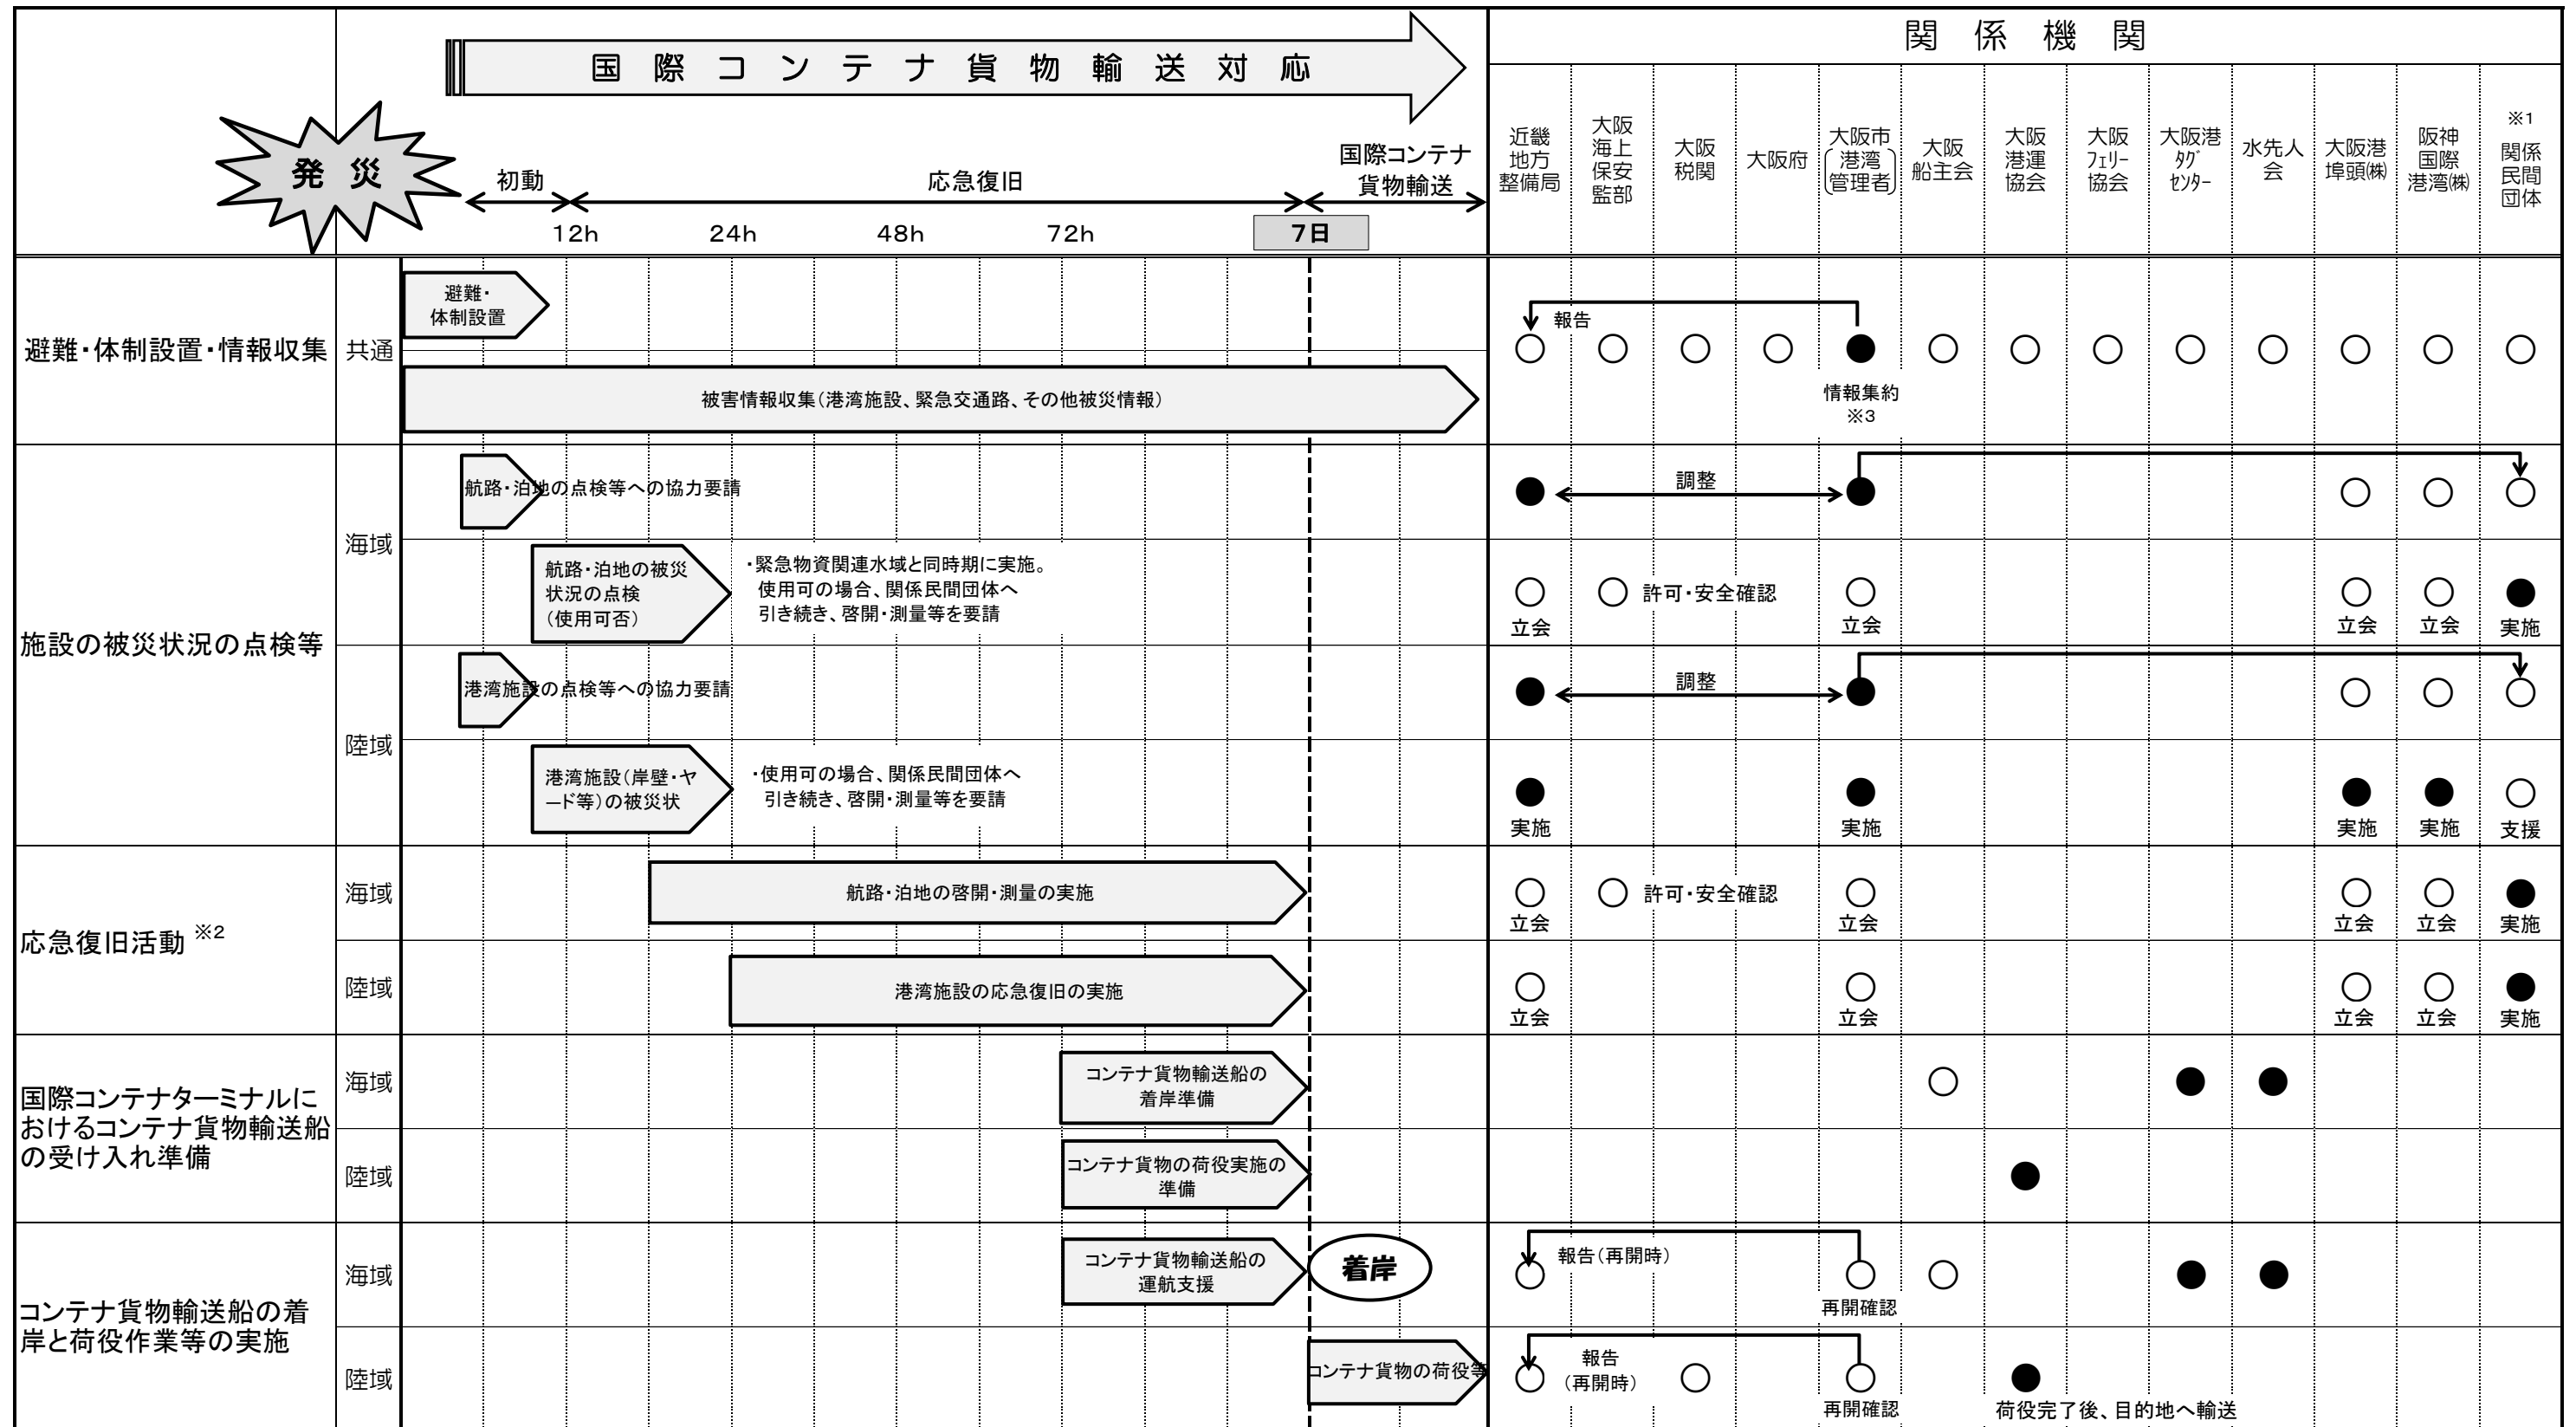 国際コンテナ貨物輸送対応
関係機関
発災
初動
応急復旧
国際コンテナ
貨物輸送
12h
24h
48h
72h
7日
近畿
地方
整備局
大阪
海上
保安
監部
大阪
税関
大阪府
大阪市
港湾
管理者
大阪
船主会
大阪
港運
協会
大阪
フェリー
協会
大阪港
タグ
センター
水先人
会
大阪港
埠頭㈱
阪神
国際
港湾㈱
※1
関係
民間
団体
避難・体制設置・情報収集
共通
避難・
体制設置
被害情報収集(港湾施設、緊急交通路、その他被災情報)
報告
情報集約
※3
施設の被災状況の点検等
海域
航路・泊地の点検等への協力要請
調整
航路・泊地の被災
状況の点検
(使用可否)
・緊急物資関連水域と同時期に実施。
使用可の場合、関係民間団体へ
引き続き、啓開・測量等を要請
許可・安全確認
立会
立会
立会
立会
実施
陸域
港湾施設の点検等への協力要請
調整
港湾施設(岸壁・ヤ
ード等)の被災状
・使用可の場合、関係民間団体へ
引き続き、啓開・測量等を要請
実施
実施
実施
実施
支援
応急復旧活動 ※2
海域
航路・泊地の啓開・測量の実施
許可・安全確認
立会
立会
立会
立会
実施
陸域
港湾施設の応急復旧の実施
立会
立会
立会
立会
実施
国際コンテナターミナルに
おけるコンテナ貨物輸送船
の受け入れ準備
海域
コンテナ貨物輸送船の
着岸準備
陸域
コンテナ貨物の荷役実施の
準備
コンテナ貨物輸送船の着
岸と荷役作業等の実施
海域
コンテナ貨物輸送船の
運航支援
着岸
報告(再開時)
再開確認
陸域
コンテナ貨物の荷役等
報告
(再開時)
再開確認
荷役完了後、目的地へ輸送